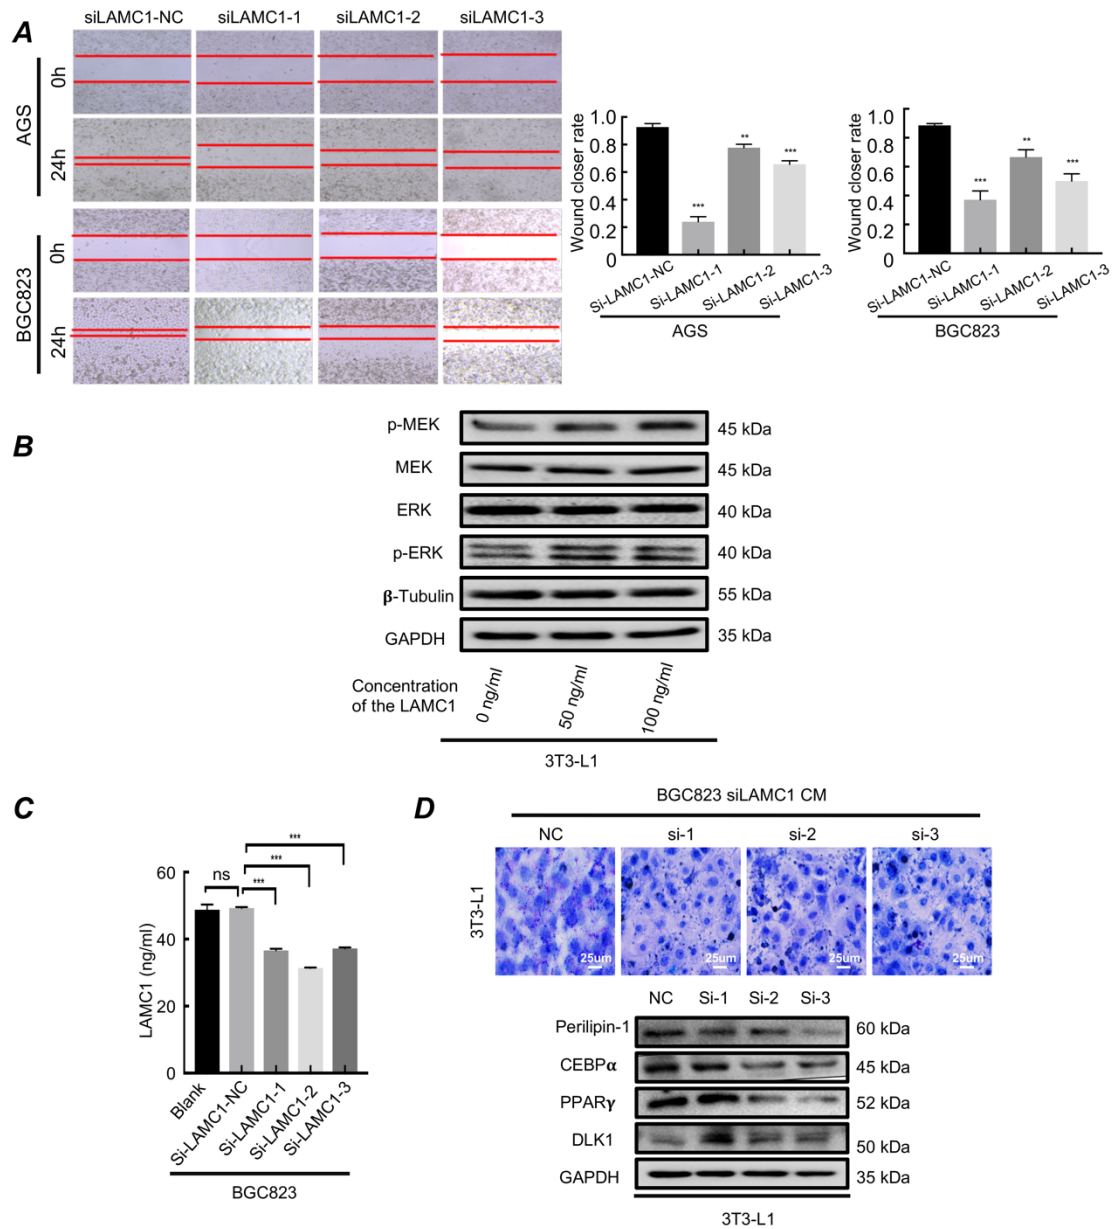 A
siLAMC1-NC siLAMC1-1 siLAMC1-2 siLAMC1-3
AGS
0h
24h
BGC823
0h
24h
Wound closer rate
1.0
0.8
0.6
0.4
0.2
0
** 
***
***
Si-LAMC1-NC
Si-LAMC1-1
Si-LAMC1-2
Si-LAMC1-3
AGS
Wound closer rate
1.0
0.8
0.6
0.4
0.2
0
**
***
***
Si-LAMC1-NC
Si-LAMC1-1
Si-LAMC1-2
Si-LAMC1-3
BGC823
B
p-MEK 45 kDa
MEK 45 kDa
ERK 40 kDa
p-ERK 40 kDa
β-Tubulin 55 kDa
GAPDH 35 kDa
Concentration
of the LAMC1
0 ng/ml 50 ng/ml 100 ng/ml
3T3-L1
C
LAMC1 (ng/ml)
60
40
20
0
***
***
ns ***
Blank
Si-LAMC1-NC
Si-LAMC1-1
Si-LAMC1-2
Si-LAMC1-3
BGC823
D
BGC823 siLAMC1 CM
NC si-1 si-2 si-3
3T3-L1
25um 25um 25um 25um
NC Si-1 Si-2 Si-3
Perilipin-1 60 kDa
CEBPα 45 kDa
PPARγ 52 kDa
DLK1 50 kDa
GAPDH 35 kDa
3T3-L1